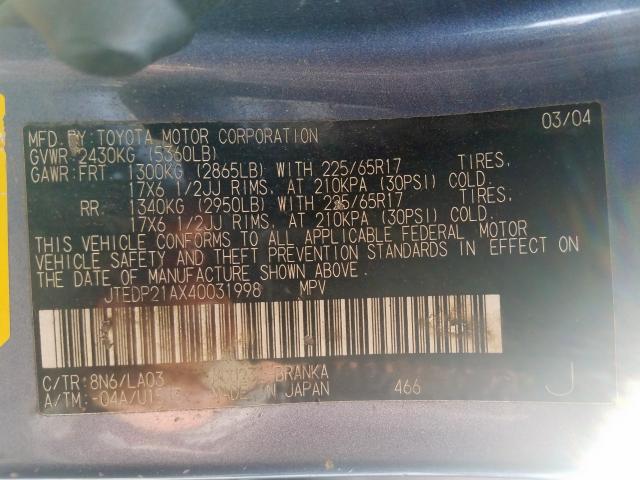 03/04
MFD. BY: TOYOTA MOTOR CORPORATION
GVWR 2430KG (5360LB)
GAWR: FRT 1300KG (2865LB) WITH 225/65R17 TIRES,
17X6 1/2JJ RIMS, AT 210KPA (30PSI) COLD.
RR 1340KG (2950LB) WITH 225/65R17 TIRES,
17X6 1/2JJ RIMS, AT 210KPA (30PSI) COLD.
THIS VEHICLE CONFORMS TO ALL APPLICABLE FEDERAL MOTOR
VEHICLE SAFETY AND THEFT PREVENTION STANDARDS IN EFFECT ON
THE DATE OF MANUFACTURE SHOWN ABOVE.
JTEDP21AX40031998 MPV
C/TR: 8N6/LA03
A/TM: -04A/ MADE IN JAPAN 466 J